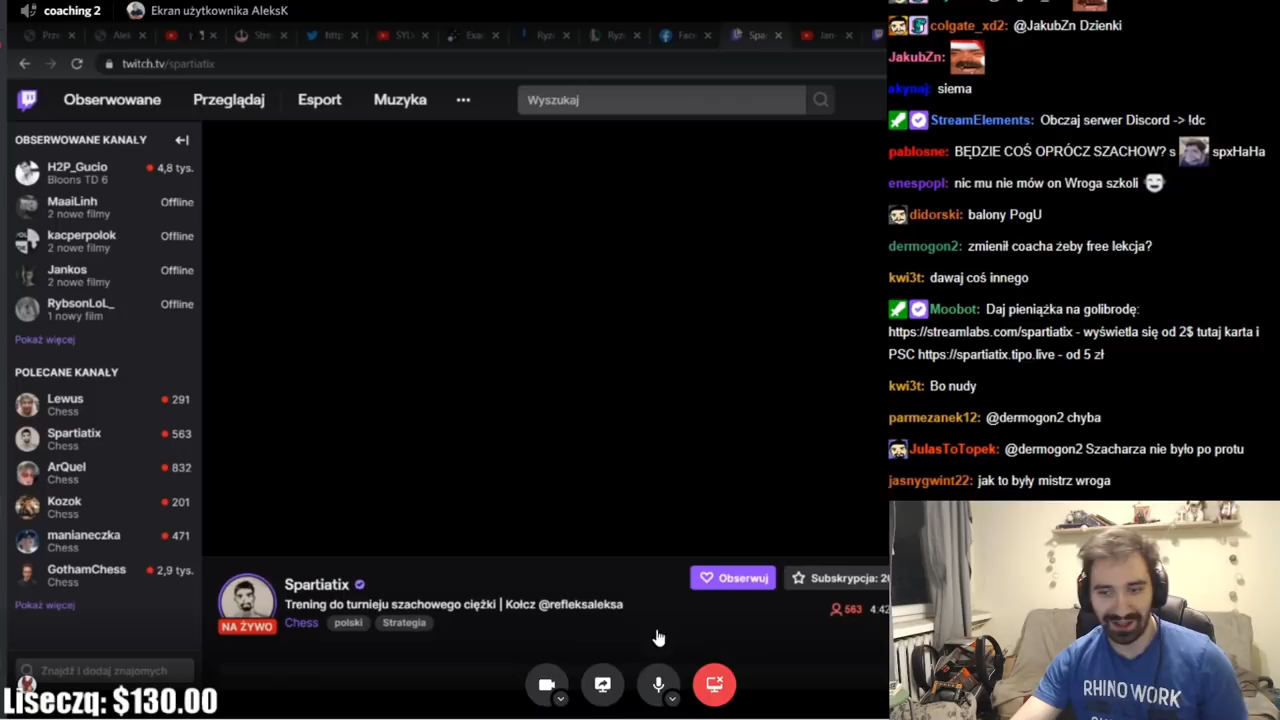 coaching 2
Ekran użytkownika AleksK
twitch.tv/spartiatix
Obserwowane
Przeglądaj
Esport
Muzyka
Wyszukaj
OBSERWOWANE KANAŁY
H2P_Gucio
4,8 tys.
Bloons TD 6
MaaiLinh
Offline
2 nowe filmy
kacperpolok
Offline
2 nowe filmy
Jankos
Offline
2 nowe filmy
RybsonLoL_
Offline
1 nowy film
Pokaż więcej
POLECANE KANAŁY
Lewus
291
Chess
Spartiatix
563
Chess
ArQuel
832
Chess
Kozok
201
Chess
manianeczka
471
Chess
GothamChess
2,9 tys.
Chess
Pokaż więcej
Znajdź i dodaj znajomych
Liseczq: $130.00
Spartiatix
Trening do turnieju szachowego ciężki | Kołcz @refleksaleksa
Chess
polski
Strategia
NA ŻYWO
Obserwuj
Subskrypcja:
563
4:42
colgate_xd2: @JakubZn Dzienki
JakubZn:
akynaj: siema
StreamElements: Obczaj serwer Discord -> !dc
pablosne: BĘDZIE COŚ OPRÓCZ SZACHOW? s spxHaHa
enespopl: nic mu nie mów on Wroga szkoli
didorski: balony PogU
dermogon2: zmienił coacha żeby free lekcja?
kwi3t: dawaj coś innego
Moobot: Daj pieniążka na golibrodę:
https://streamlabs.com/spartiatix - wyświetla się od 2$ tutaj karta i
PSC https://spartiatix.tipo.live - od 5 zł
kwi3t: Bo nudy
parmezanek12: @dermogon2 chyba
JulasToTopek: @dermogon2 Szacharza nie było po protu
jasnygwint22: jak to były mistrz wroga
RHINO WORK